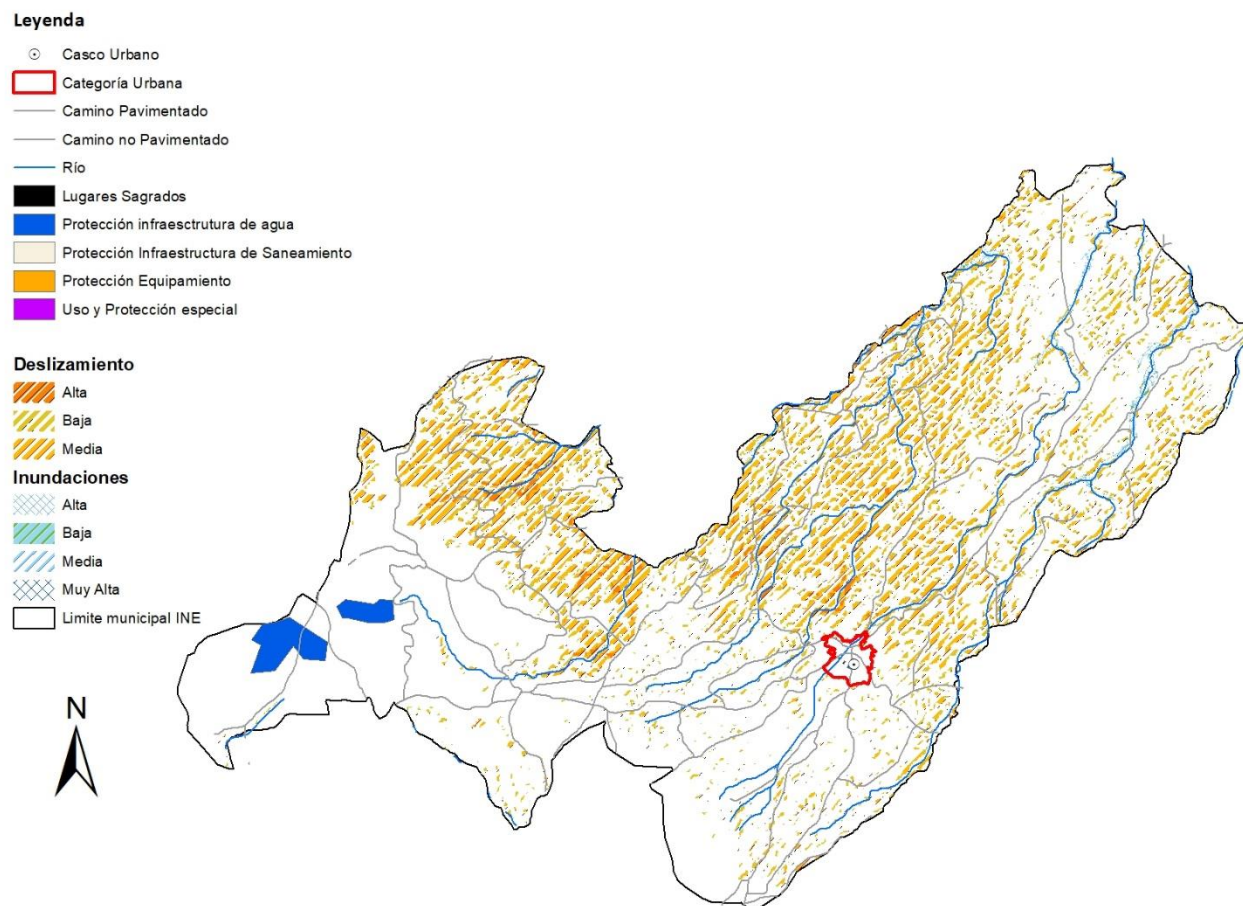 Leyenda
Casco Urbano
Categoría Urbana
Camino Pavimentado
Camino no Pavimentado
Río
Lugares Sagrados
Protección infraesctrutura de agua
Protección Infraestructura de Saneamiento
Protección Equipamiento
Uso y Protección especial
Deslizamiento
Alta
Baja
Media
Inundaciones
Alta
Baja
Media
Muy Alta
Limite municipal INE
N